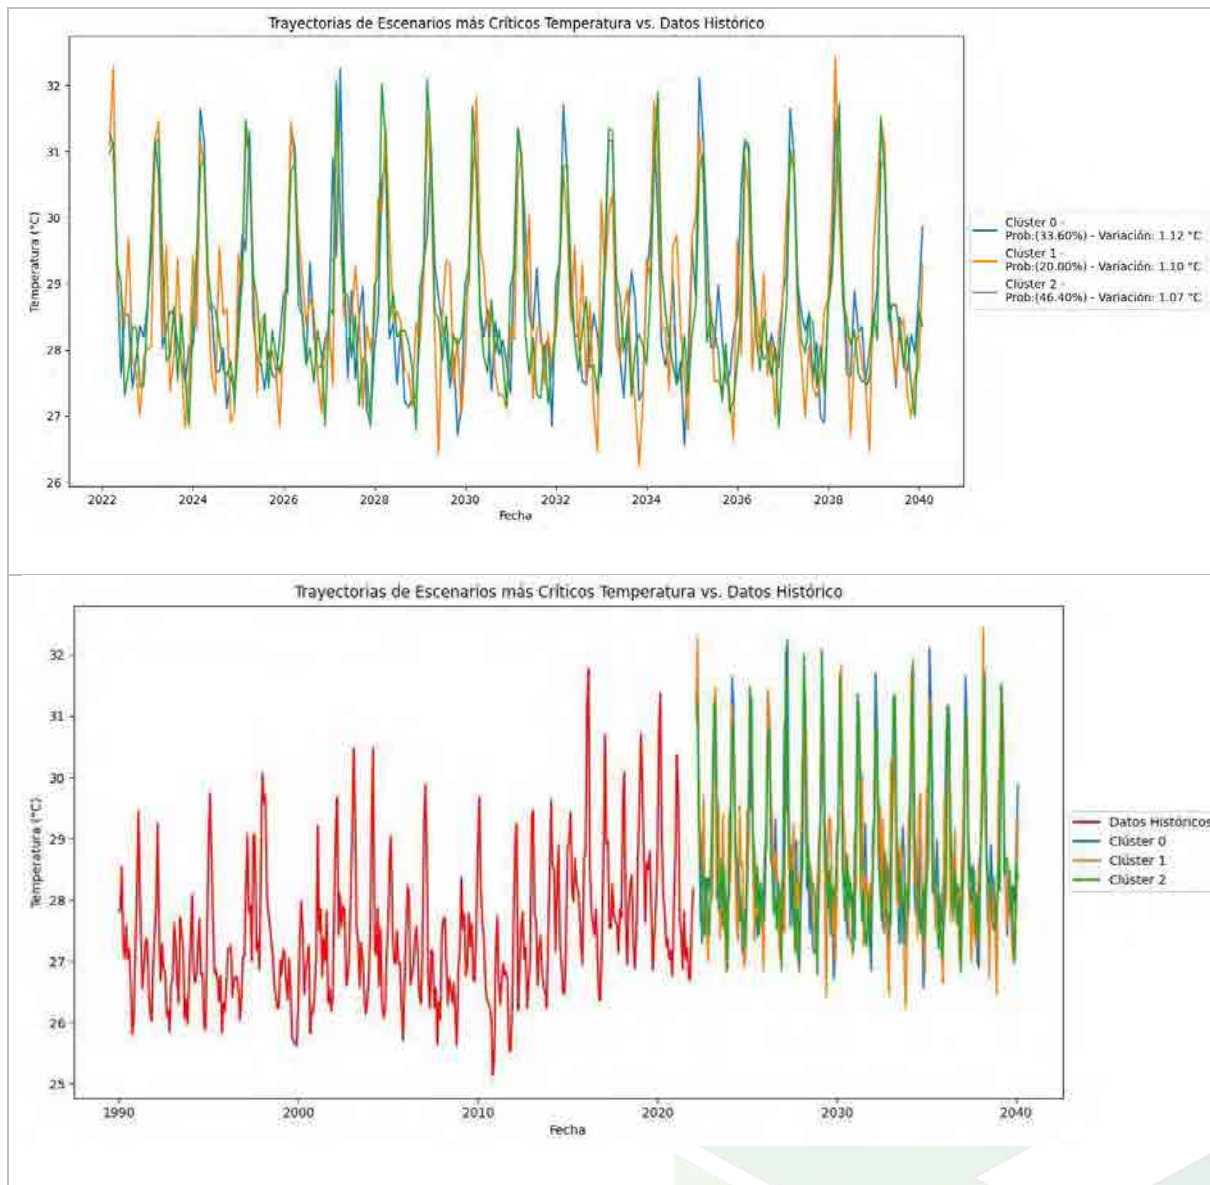 Trayectorias de Escenarios más Críticos Temperatura vs. Datos Histórico
Temperatura (°C)
32
31
30
29
28
27
26
2022
2024
2026
2028
2030
2032
2034
2036
2038
2040
Fecha
Clúster 0 -
Prob:(33.60%) - Variación: 1.12 °C
Clúster 1 -
Prob:(20.00%) - Variación: 1.10 °C
Clúster 2 -
Prob:(46.40%) - Variación: 1.07 °C
Trayectorias de Escenarios más Críticos Temperatura vs. Datos Histórico
Temperatura (°C)
32
31
30
29
28
27
26
25
1990
2000
2010
2020
2030
2040
Fecha
Datos Históricos
Clúster 0
Clúster 1
Clúster 2